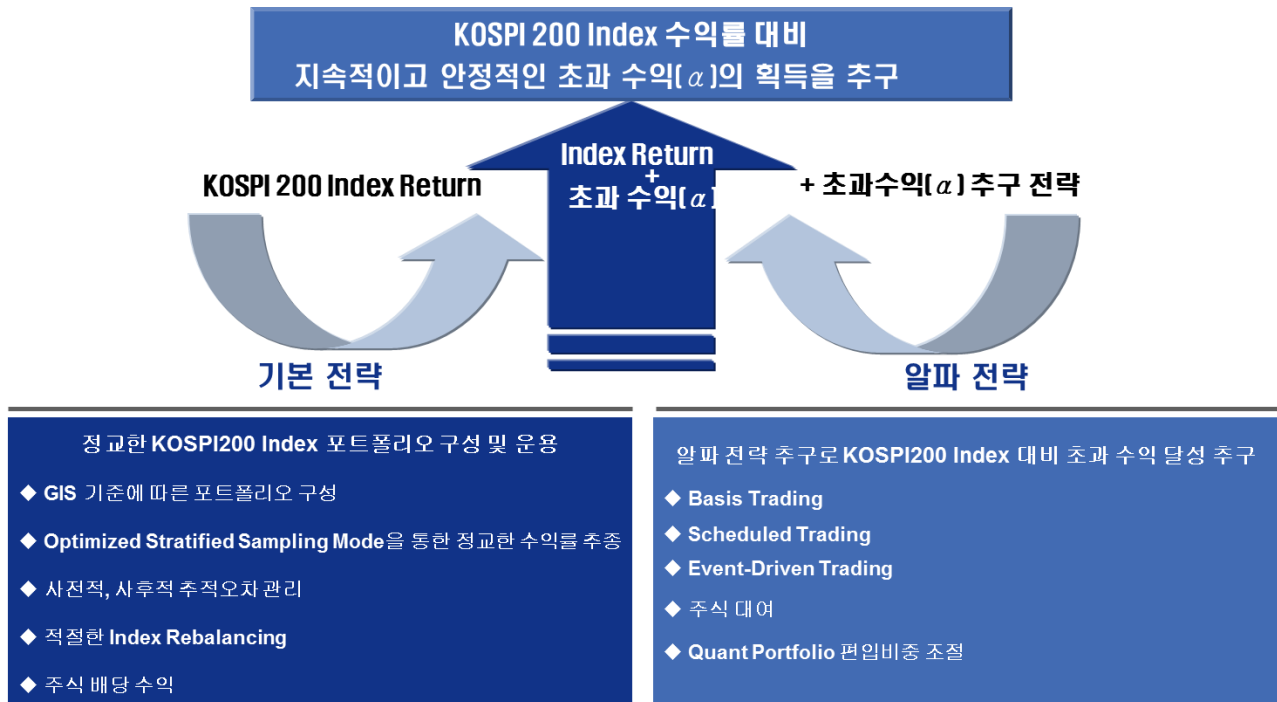 KOSPI 200 Index 수익률 대비
지속적이고 안정적인 초과 수익(α)의 획득을 추구
Index Return
+
초과 수익(α)
KOSPI 200 Index Return
+ 초과수익(α) 추구 전략
기본 전략
알파 전략
정교한 KOSPI200 Index 포트폴리오 구성 및 운용
◆ GIS 기준에 따른 포트폴리오 구성
◆ Optimized Stratified Sampling Mode을 통한 정교한 수익률 추종
◆ 사전적, 사후적 추적오차 관리
◆ 적절한 Index Rebalancing
◆ 주식 배당 수익
알파 전략 추구로 KOSPI200 Index 대비 초과 수익 달성 추구
◆ Basis Trading
◆ Scheduled Trading
◆ Event-Driven Trading
◆ 주식 대여
◆ Quant Portfolio 편입비중 조절